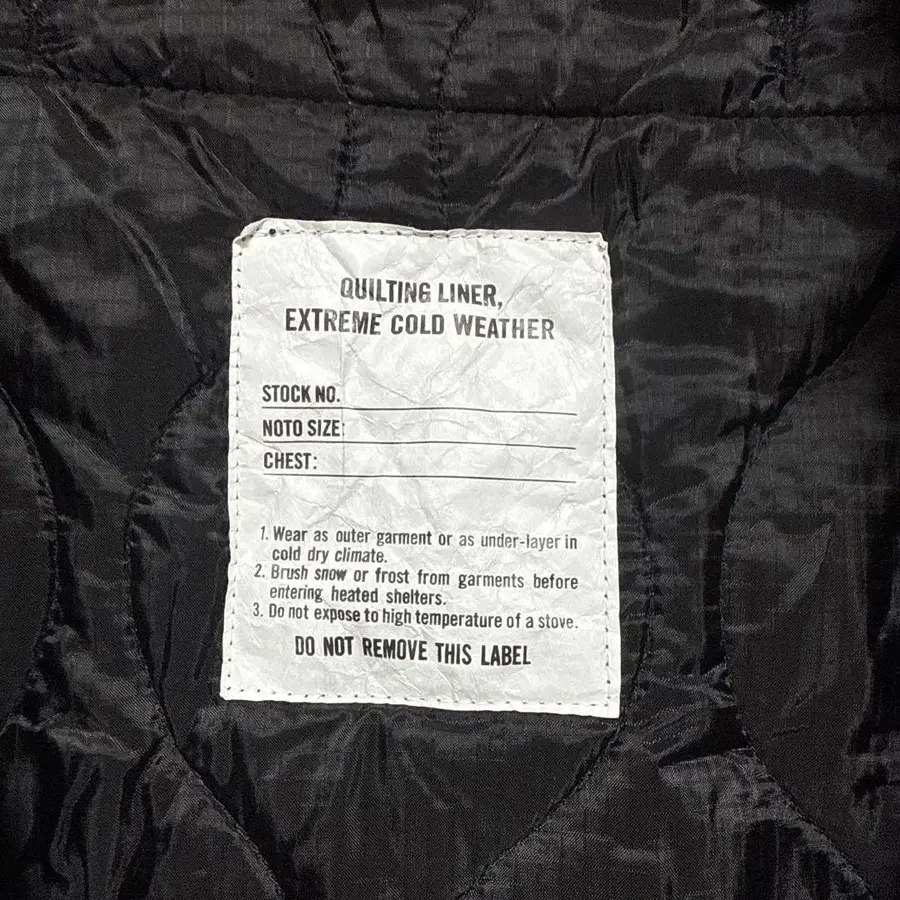 QUILTING LINER,
EXTREME COLD WEATHER
STOCK NO.
NOTO SIZE:
CHEST:
1. Wear as outer garment or as under-layer in
cold dry climate.
2. Brush snow or frost from garments before
entering heated shelters.
3. Do not expose to high temperature of a stove.
DO NOT REMOVE THIS LABEL